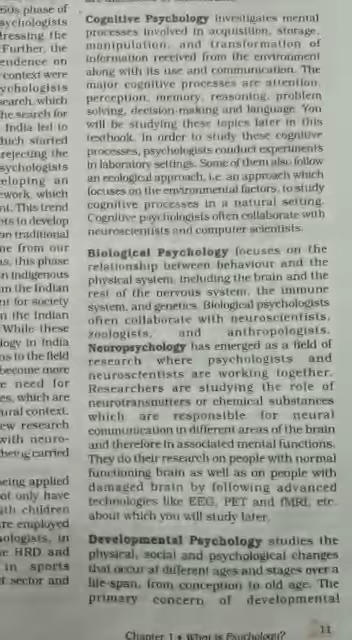 50s phase of
sychologists
dressing the
Further, the
endence on
context were
ychologists
search, which
he search for
India led to
which started
rejecting the
sychologists
eloping an
ework, which
nt. This trend
ots to develop
on traditional
ne from our
as, this phase
n indigenous
in the Indian
nt for society
n the Indian
While these
logy in India
ns to the field
become more
e need for
es, which are
ural context.
ew research
with neuro-
being carried
being applied
ot only have
ith children
re employed
ologists, in
e HRD and
in sports
t sector and
Cognitive Psychology investigates mental
processes involved in acquisition, storage,
manipulation, and transformation of
information received from the environment
along with its use and communication. The
major cognitive processes are attention,
perception, memory, reasoning, problem
solving, decision-making and language. You
will be studying these topics later in this
textbook. In order to study these cognitive
processes, psychologists conduct experiments
in laboratory settings. Some of them also follow
an ecological approach, i.e. an approach which
focuses on the environmental factors, to study
cognitive processes in a natural setting.
Cognitive psychologists often collaborate with
neuroscientists and computer scientists.
Biological Psychology focuses on the
relationship between behaviour and the
physical system, including the brain and the
rest of the nervous system, the immune
system, and genetics. Biological psychologists
often collaborate with neuroscientists,
zoologists, and anthropologists.
Neuropsychology has emerged as a field of
research where psychologists and
neuroscientists are working together.
Researchers are studying the role of
neurotransmitters or chemical substances
which are responsible for neural
communication in different areas of the brain
and therefore in associated mental functions.
They do their research on people with normal
functioning brain as well as on people with
damaged brain by following advanced
technologies like EEG, PET and fMRI, etc.
about which you will study later.
Developmental Psychology studies the
physical, social and psychological changes
that occur at different ages and stages over a
life-span, from conception to old age. The
primary concern of developmental
11
Chapter 1 • What is Psychology?